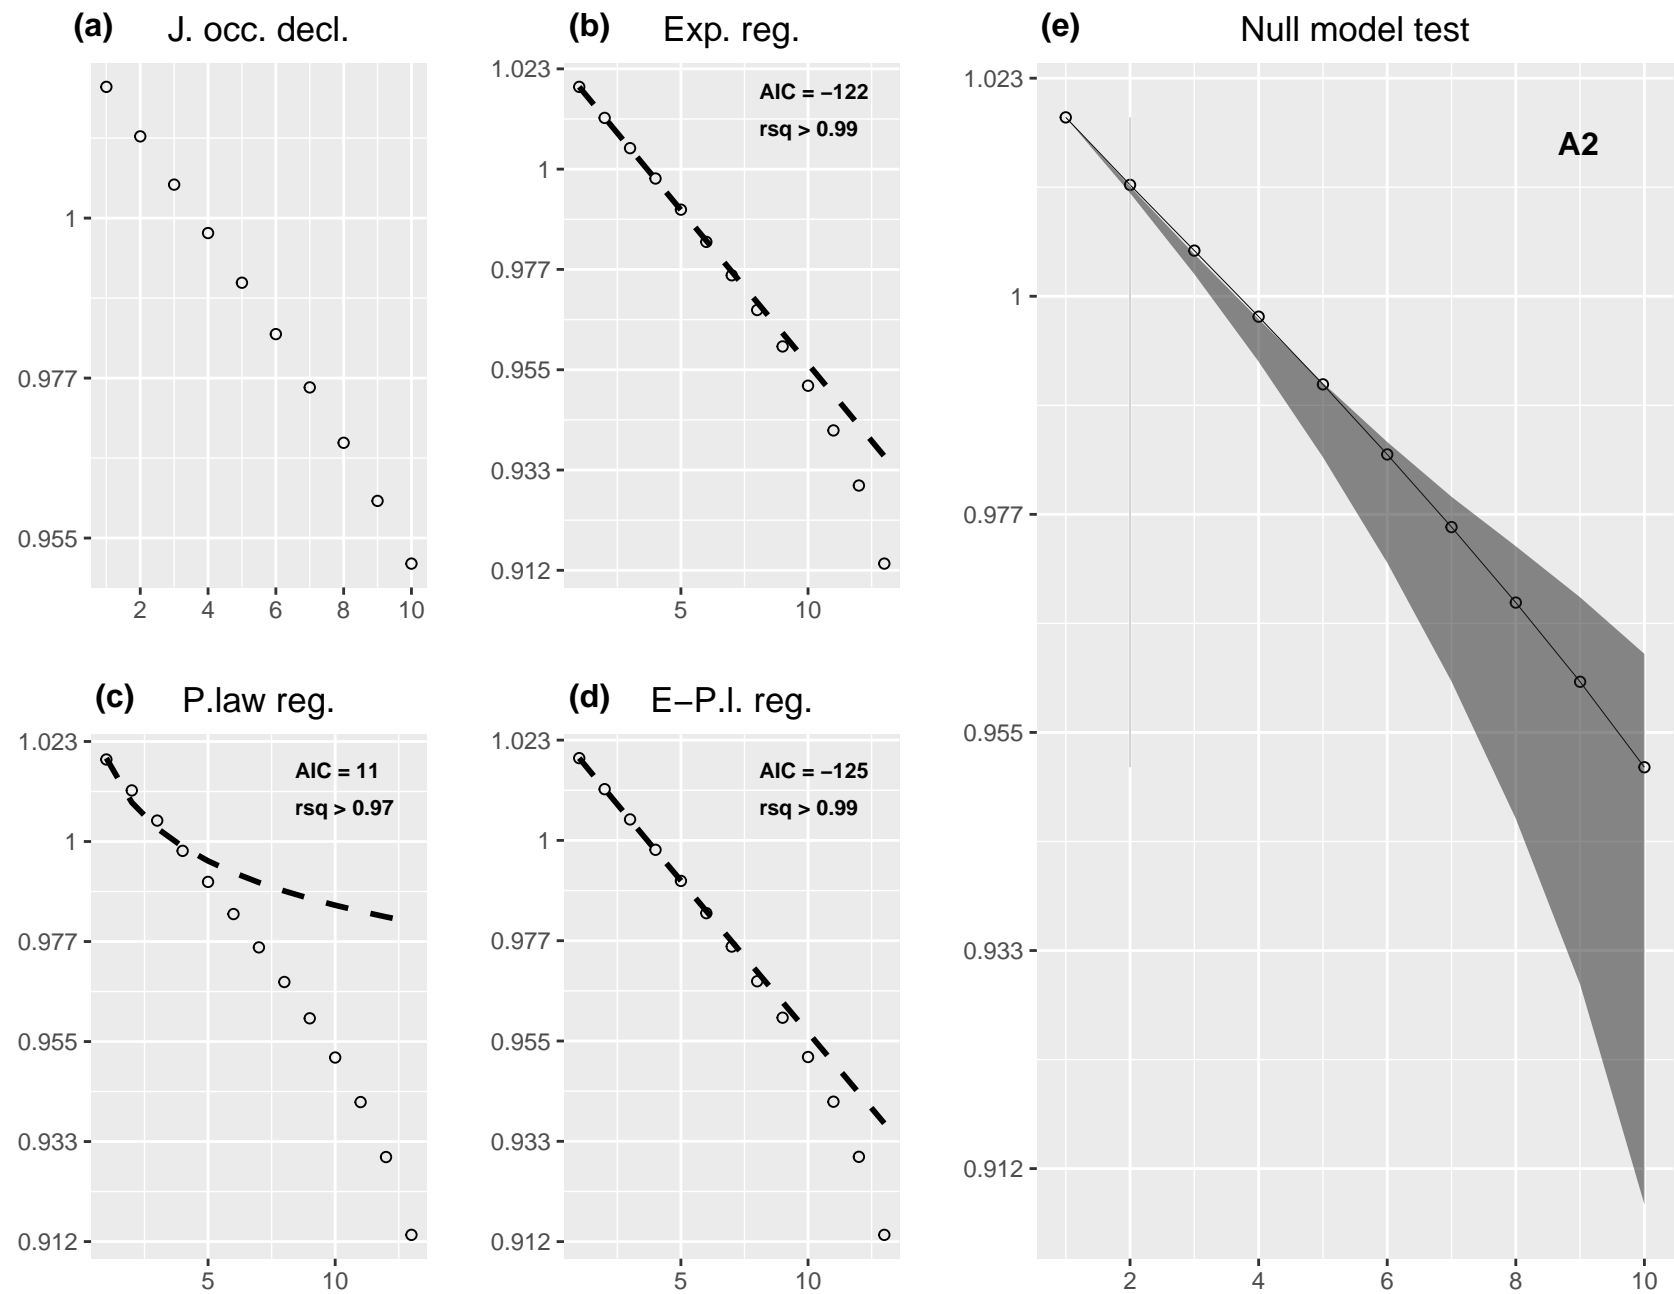 (a) J. occ. decl.
1
0.977
0.955
2 4 6 8 10
(b) Exp. reg.
AIC = −122
rsq > 0.99
1.023
1
0.977
0.955
0.933
0.912
5 10
(c) P.law reg.
AIC = 11
rsq > 0.97
1.023
1
0.977
0.955
0.933
0.912
5 10
(d) E−P.l. reg.
AIC = −125
rsq > 0.99
1.023
1
0.977
0.955
0.933
0.912
5 10
(e) Null model test
A2
1.023
1
0.977
0.955
0.933
0.912
2 4 6 8 10